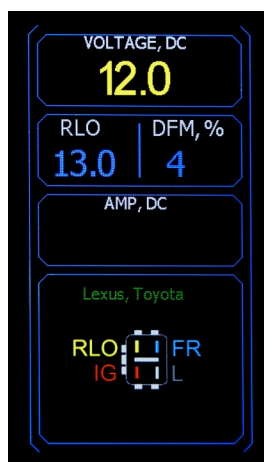 VOLTAGE, DC
12.0
RLO DFM, %
13.0 4
AMP, DC
Lexus, Toyota
RLO FR
IG L